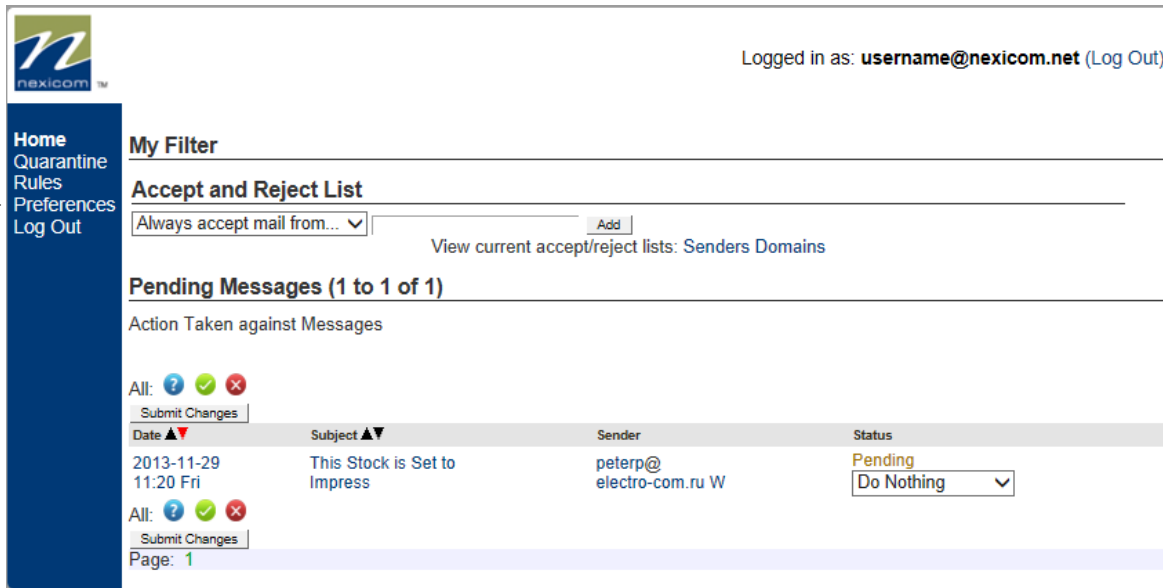 nexicom TM
Logged in as: username@nexicom.net (Log Out)
Home
Quarantine
Rules
Preferences
Log Out
My Filter
Accept and Reject List
Always accept mail from... Add
View current accept/reject lists: Senders Domains
Pending Messages (1 to 1 of 1)
Action Taken against Messages
All:
Submit Changes
Date Subject Sender Status
2013-11-29 This Stock is Set to peterp@ Pending
11:20 Fri Impress electro-com.ru W Do Nothing
All:
Submit Changes
Page: 1